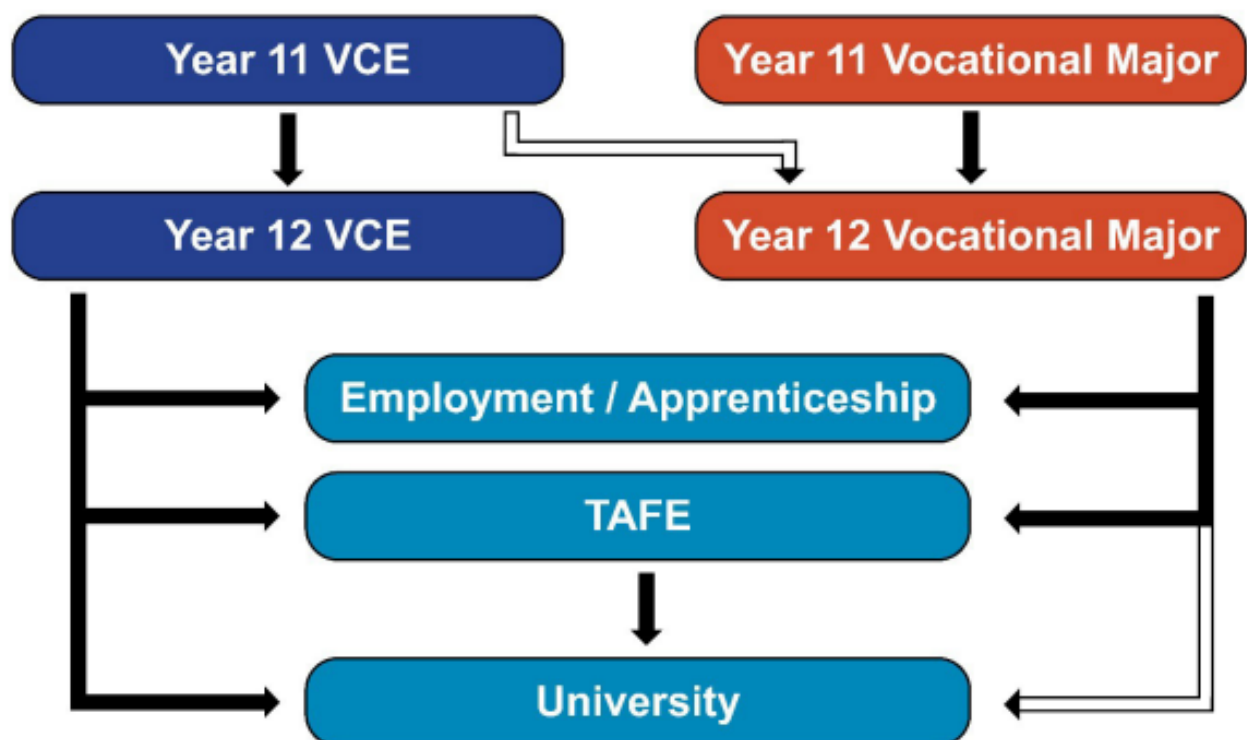 Year 11 VCE
Year 11 Vocational Major
Year 12 VCE
Year 12 Vocational Major
Employment / Apprenticeship
TAFE
University